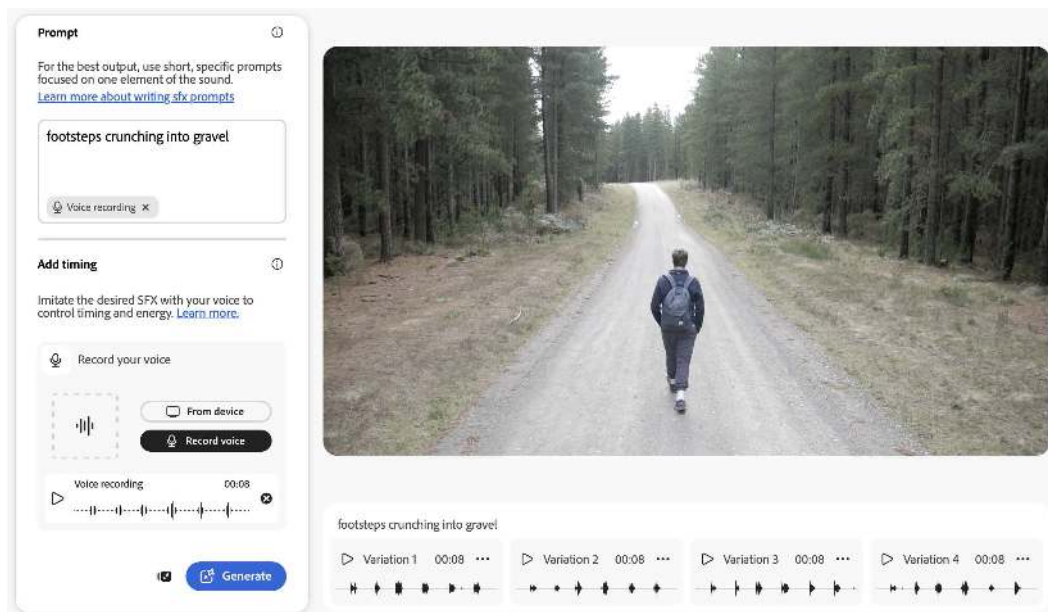 Prompt
For the best output, use short, specific prompts
focused on one element of the sound.
Learn more about writing sfx prompts
footsteps crunching into gravel
Voice recording
Add timing
Imitate the desired SFX with your voice to
control timing and energy. Learn more.
Record your voice
From device
Record voice
Voice recording 00:08
Generate
footsteps crunching into gravel
Variation 1 00:08
Variation 2 00:08
Variation 3 00:08
Variation 4 00:08